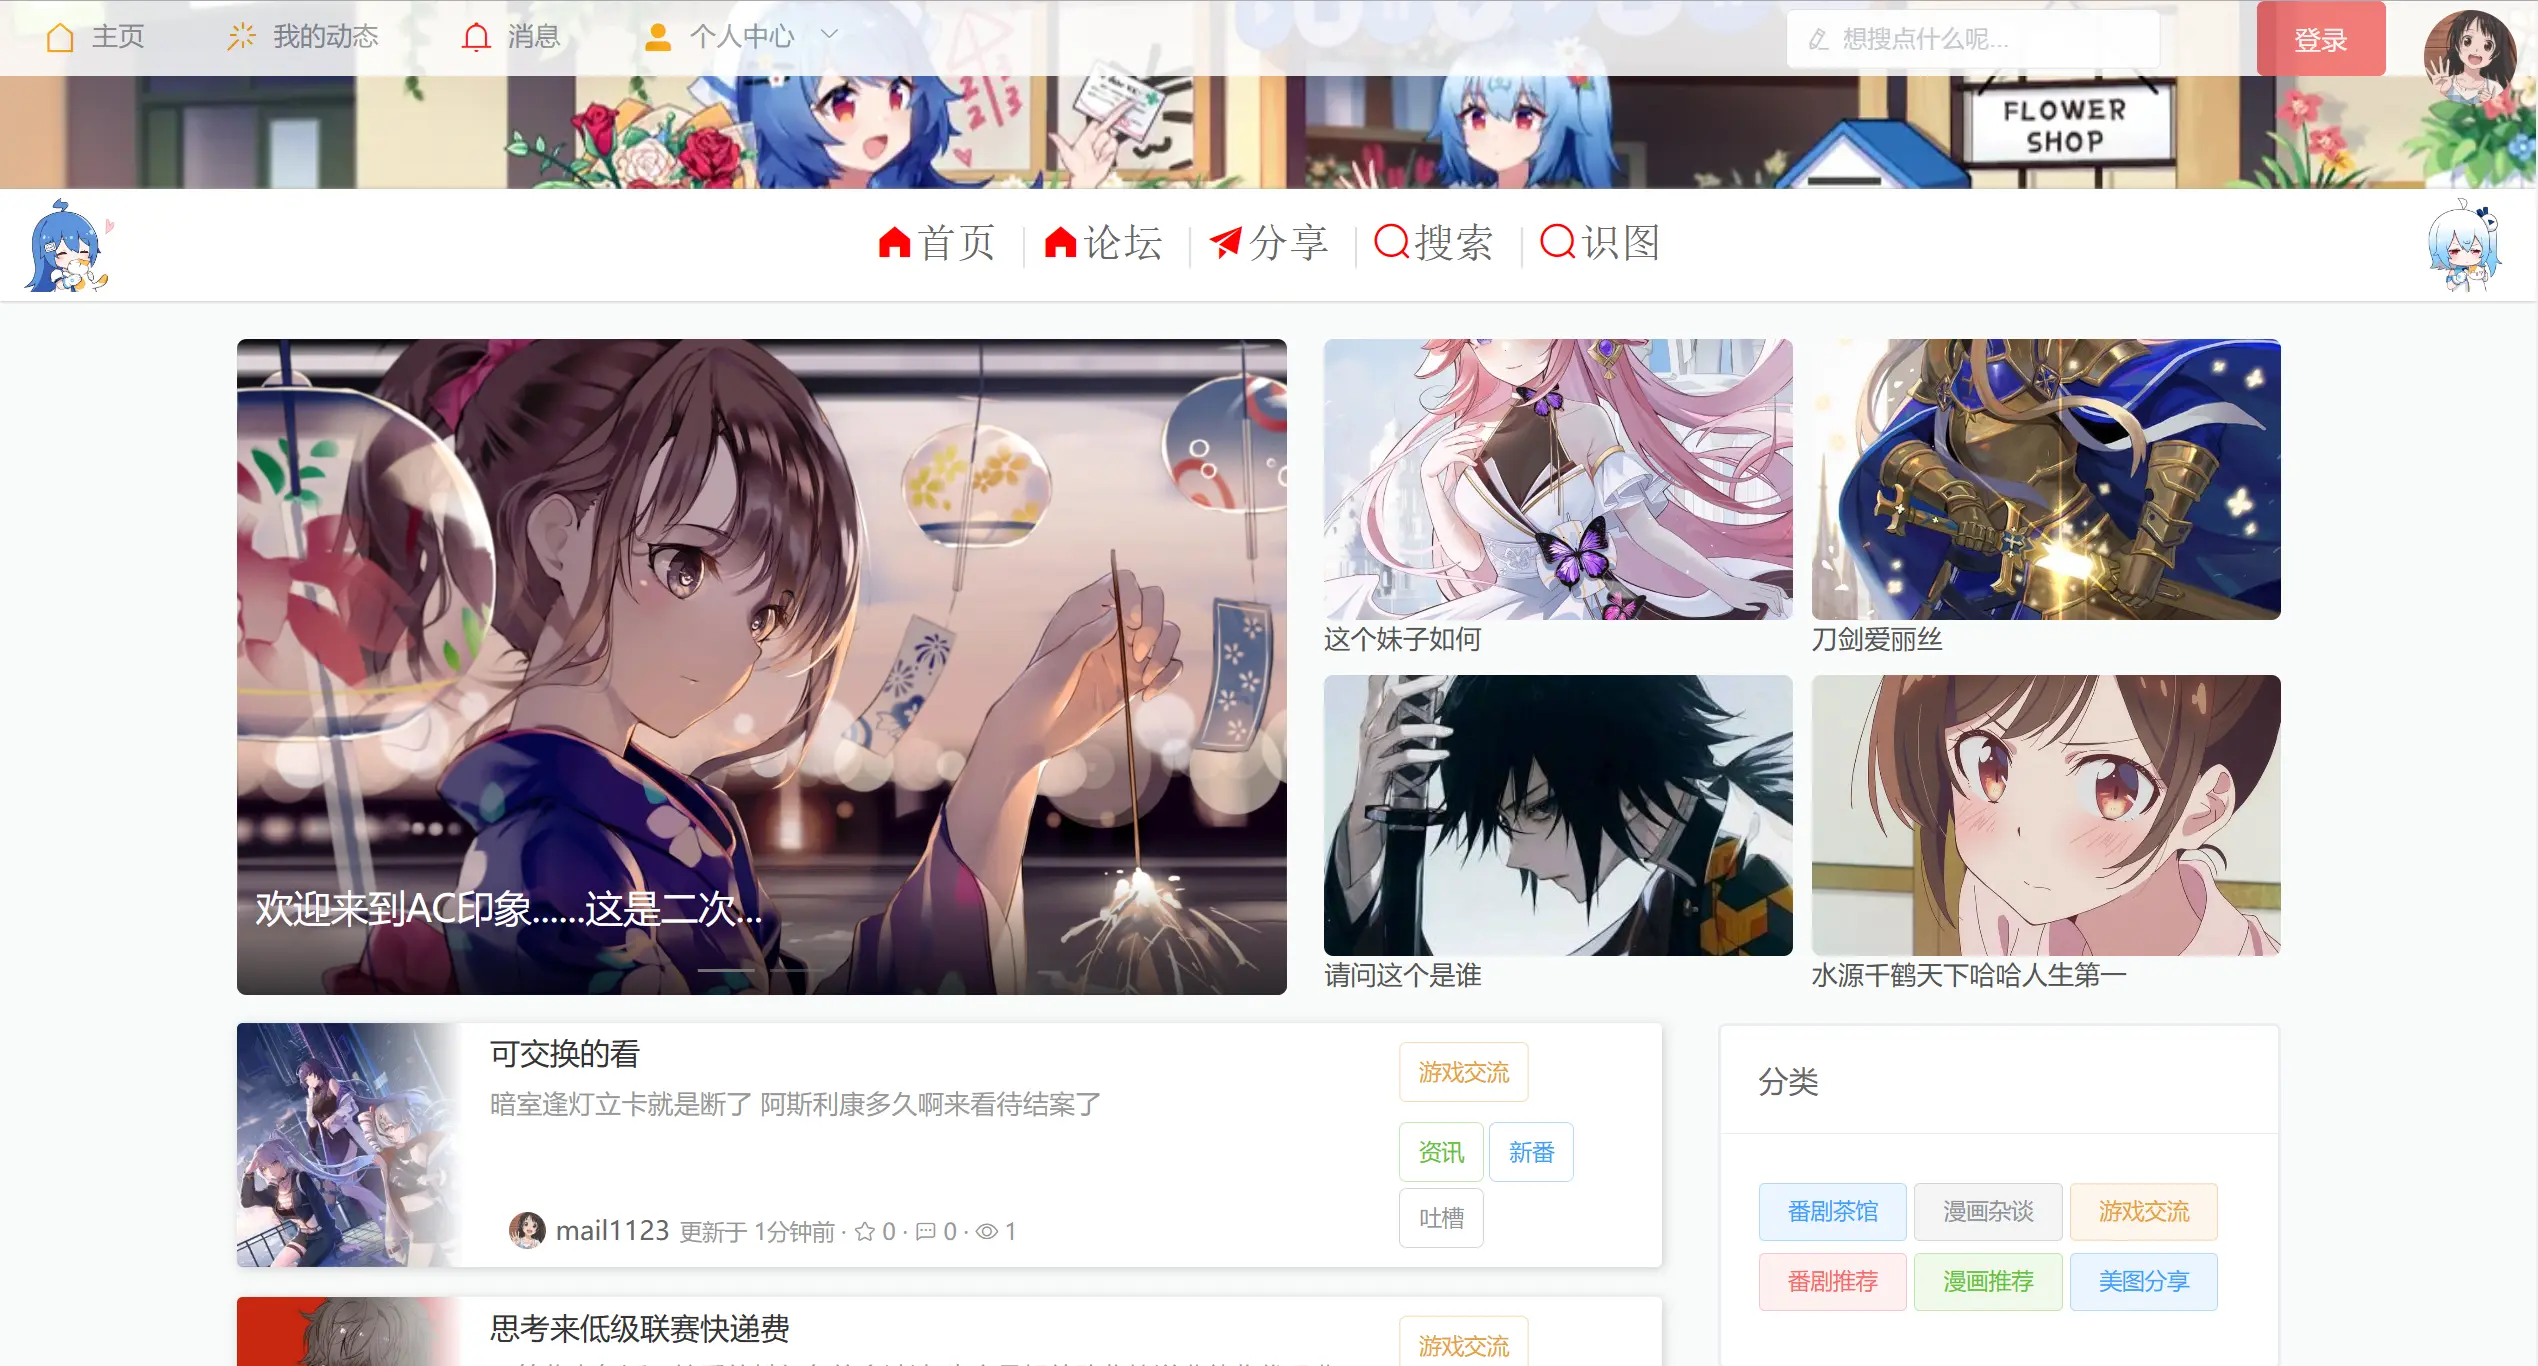 主页 我的动态 消息 个人中心 想搜点什么呢... 登录
FLOWER
SHOP
首页 论坛 分享 搜索 识图
欢迎来到AC印象......这是二次...
这个妹子如何
刀剑爱丽丝
请问这个是谁
水源千鹤天下哈哈人生第一
可交换的看
暗室逢灯立卡就是断了 阿斯利康多久啊来看待结案了
mail1123 更新于 1分钟前 · 0 · 0 · 1
游戏交流
资讯 新番
吐槽
思考来低级联赛快递费
游戏交流
分类
番剧茶馆 漫画杂谈 游戏交流
番剧推荐 漫画推荐 美图分享